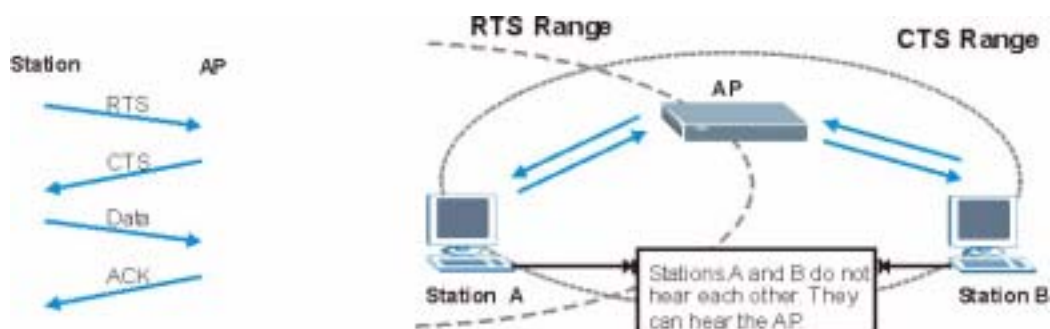 RTS Range
CTS Range
Station
AP
RTS
CTS
Data
ACK
AP
Station A
Station B
Stations A and B do not
hear each other. They
can hear the AP.